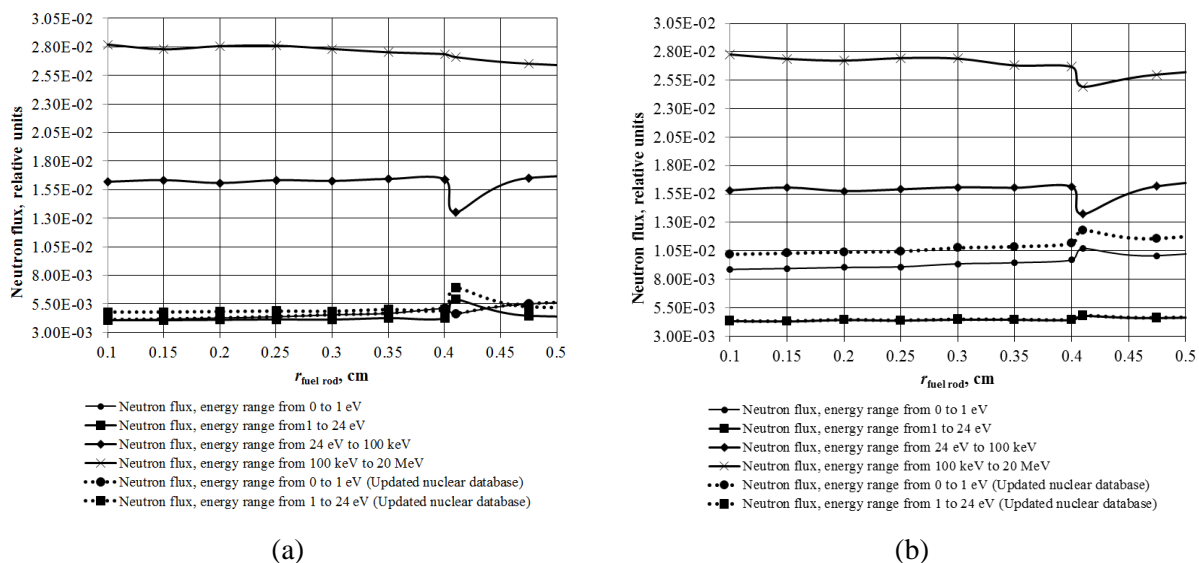 3.05E-02
2.80E-02
2.55E-02
2.30E-02
2.05E-02
1.80E-02
1.55E-02
1.30E-02
1.05E-02
8.00E-03
5.50E-03
3.00E-03
Neutron flux, relative units
0.1 0.15 0.2 0.25 0.3 0.35 0.4 0.45 0.5
r fuel rod, cm
Neutron flux, energy range from 0 to 1 eV
Neutron flux, energy range from1 to 24 eV
Neutron flux, energy range from 24 eV to 100 keV
Neutron flux, energy range from 100 keV to 20 MeV
Neutron flux, energy range from 0 to 1 eV (Updated nuclear database)
Neutron flux, energy range from 1 to 24 eV (Updated nuclear database)
(a)
3.05E-02
2.80E-02
2.55E-02
2.30E-02
2.05E-02
1.80E-02
1.55E-02
1.30E-02
1.05E-02
8.00E-03
5.50E-03
3.00E-03
Neutron flux, relative units
0.1 0.15 0.2 0.25 0.3 0.35 0.4 0.45 0.5
r fuel rod, cm
Neutron flux, energy range from 0 to 1 eV
Neutron flux, energy range from1 to 24 eV
Neutron flux, energy range from 24 eV to 100 keV
Neutron flux, energy range from 100 keV to 20 MeV
Neutron flux, energy range from 0 to 1 eV (Updated nuclear database)
Neutron flux, energy range from 1 to 24 eV (Updated nuclear database)
(b)